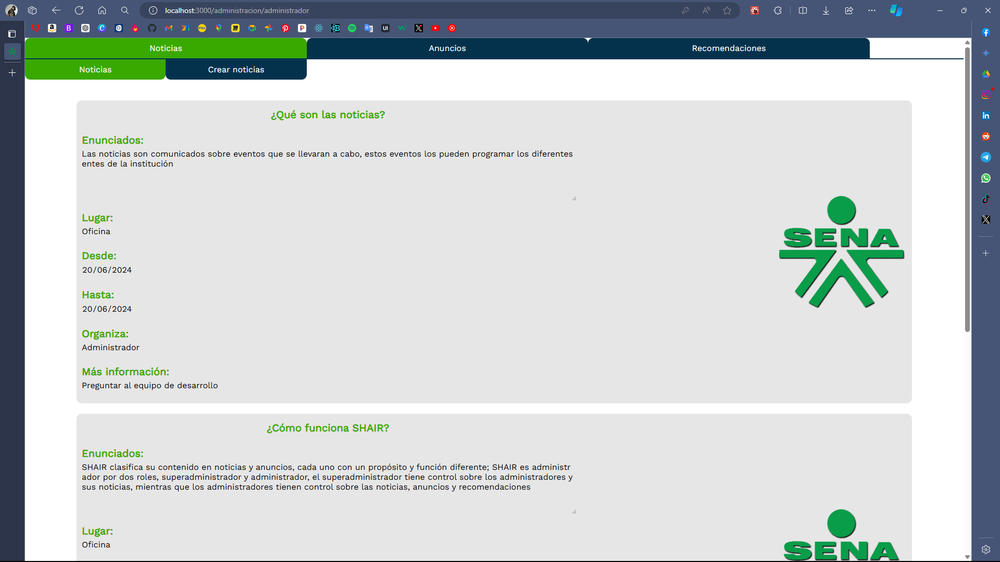 localhost:3000/administracion/administrador
Noticias
Anuncios
Recomendaciones
Noticias
Crear noticias
¿Qué son las noticias?
Enunciados:
Las noticias son comunicados sobre eventos que se llevaran a cabo, estos eventos los pueden programar los diferentes
entes de la institución
Lugar:
Oficina
Desde:
20/06/2024
Hasta:
20/06/2024
Organiza:
Administrador
Más información:
Preguntar al equipo de desarrollo
SENA
¿Cómo funciona SHAIR?
Enunciados:
SHAIR clasifica su contenido en noticias y anuncios, cada uno con un propósito y función diferente; SHAIR es administr
ador por dos roles, superadministrador y administrador, el superadministrador tiene control sobre los administradores y
sus noticias, mientras que los administradores tienen control sobre las noticias, anuncios y recomendaciones
Lugar:
Oficina
SENA